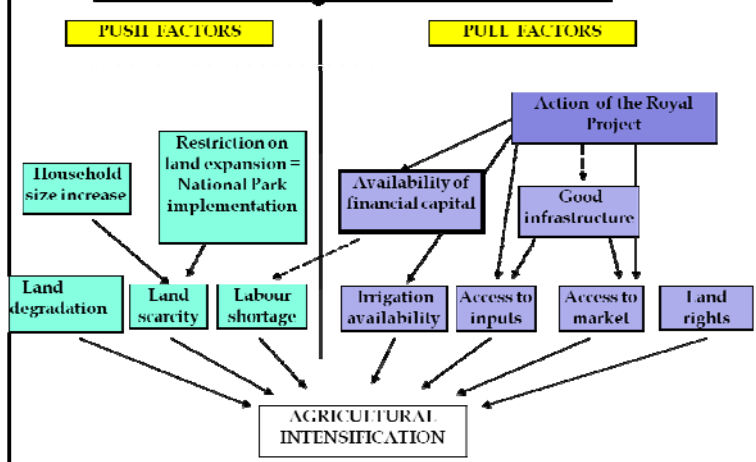 PUSH FACTORS
PULL FACTORS
Action of the Royal
Project
Restriction on
land expansion =
National Park
implementation
Household
size increase
Availability of
financial capital
Good
infrastructure
Land
degradation
Land
scarcity
Labour
shortage
Irrigation
availability
Access to
inputs
Access to
market
Land
rights
AGRICULTURAL
INTENSIFICATION